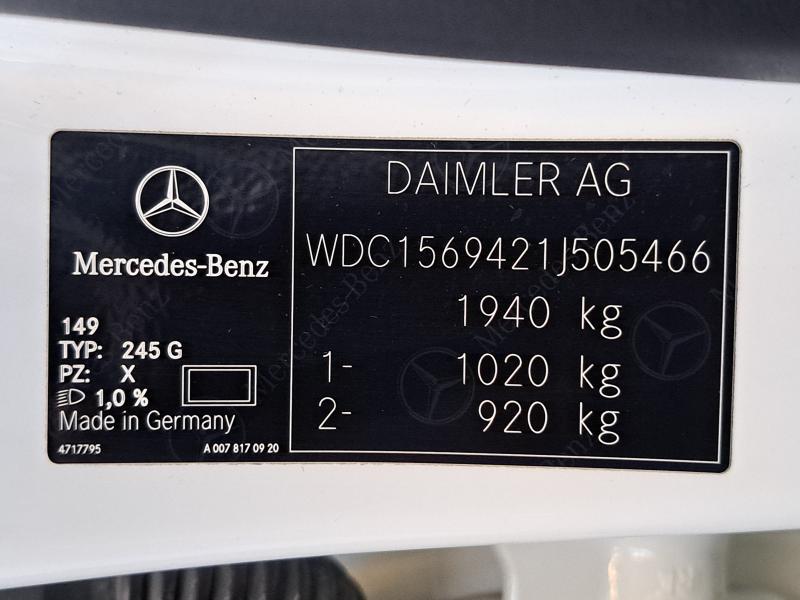 Mercedes-Benz
149
TYP: 245 G
PZ: X
1,0 %
Made in Germany
4717795 A 007 817 09 20
DAIMLER AG
WDC1569421J505466
1940 kg
1- 1020 kg
2- 920 kg